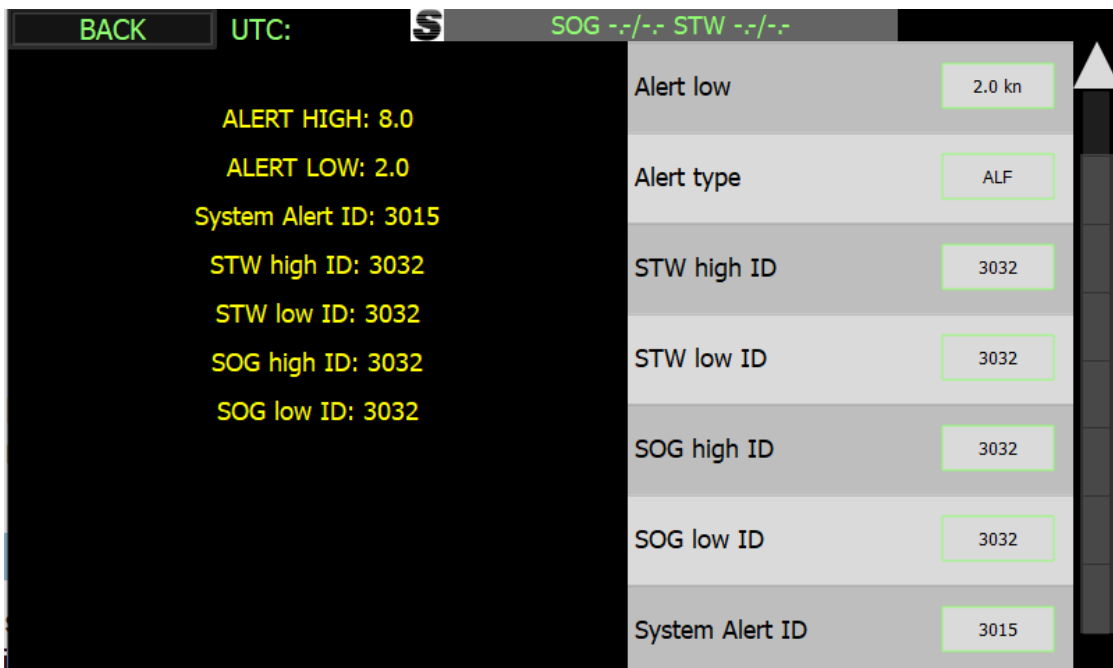 BACK UTC: S SOG -.-/-.- STW -.-/-.-
ALERT HIGH: 8.0
ALERT LOW: 2.0
System Alert ID: 3015
STW high ID: 3032
STW low ID: 3032
SOG high ID: 3032
SOG low ID: 3032
Alert low 2.0 kn
Alert type ALF
STW high ID 3032
STW low ID 3032
SOG high ID 3032
SOG low ID 3032
System Alert ID 3015